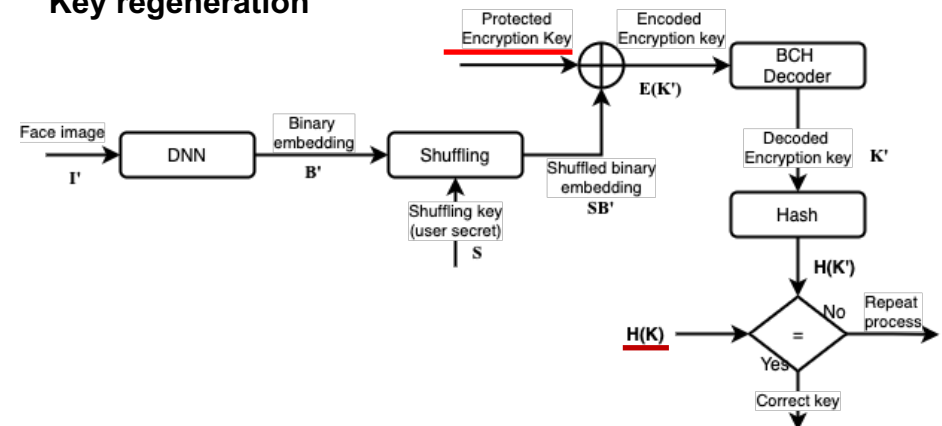 Key regeneration
Protected
Encryption Key
Encoded
Encryption key
E(K')
BCH
Decoder
Face image
I'
DNN
Binary
embedding
B'
Shuffling
Shuffled binary
embedding
SB'
Shuffling key
(user secret)
S
Decoded
Encryption key
K'
Hash
H(K')
H(K)
=
No
Repeat
process
Yes
Correct key